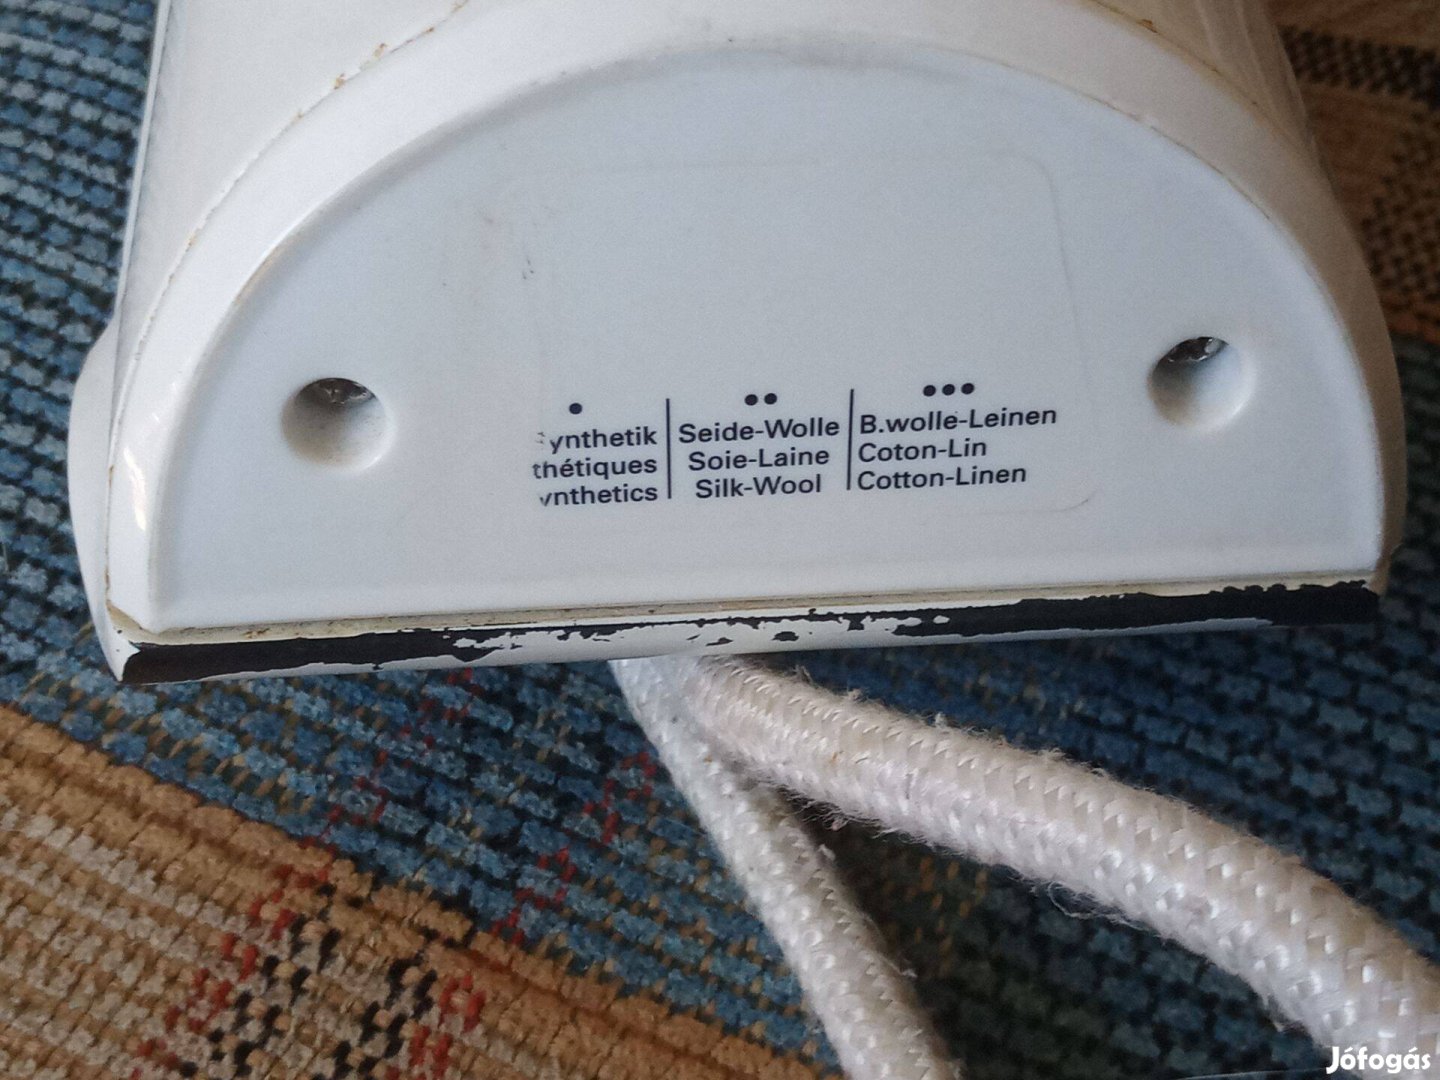 ● ●● ●●●
ynthetik Seide-Wolle B.wolle-Leinen
thétiques Soie-Laine Coton-Lin
ynthetics Silk-Wool Cotton-Linen
Jófogás